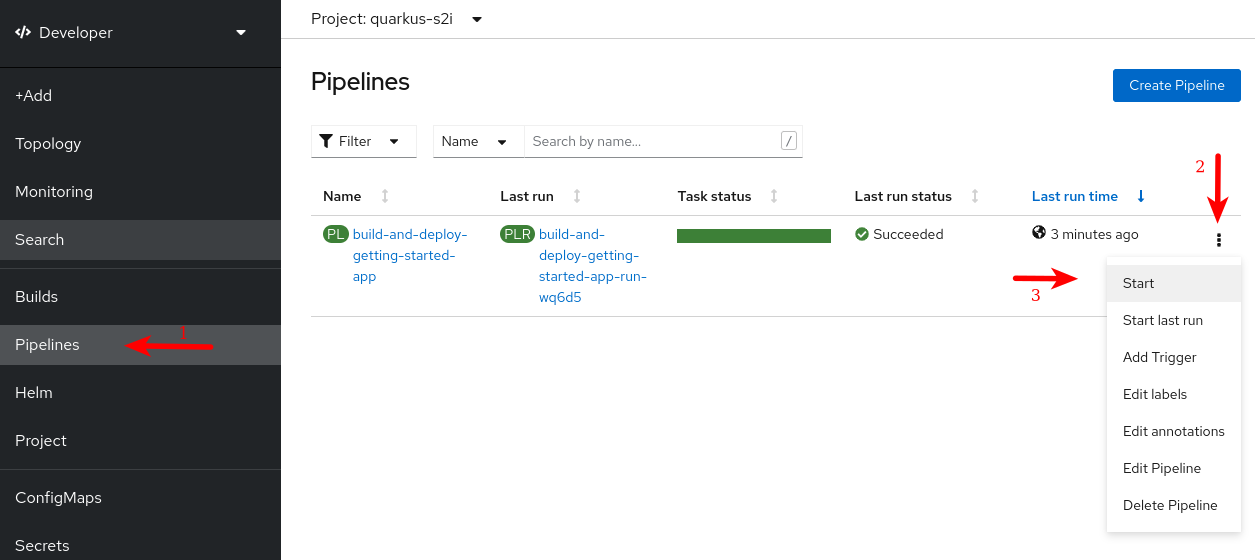 Developer
+Add
Topology
Monitoring
Search
Builds
Pipelines
1
Helm
Project
ConfigMaps
Secrets
Project: quarkus-s2i
Pipelines
Create Pipeline
Filter
Name
Search by name...
/
2
Name
Last run
Task status
Last run status
Last run time
PL build-and-deploy-
getting-started-
app
PLR build-and-
deploy-getting-
started-app-run-
wq6d5
Succeeded
3 minutes ago
3
Start
Start last run
Add Trigger
Edit labels
Edit annotations
Edit Pipeline
Delete Pipeline